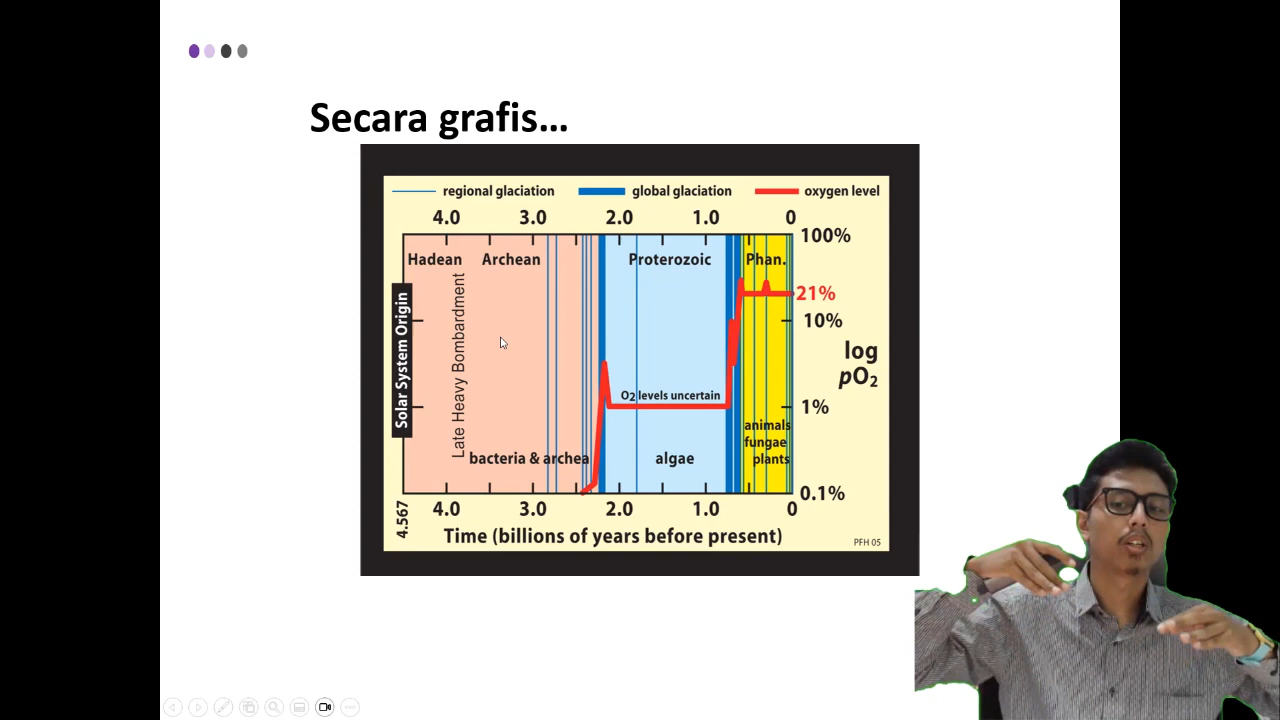 Secara grafis...
regional glaciation global glaciation oxygen level
4.0 3.0 2.0 1.0 0
100%
Hadean Archean Proterozoic Phan.
21%
10%
Solar System Origin
Late Heavy Bombardment
log
pO2
O2 levels uncertain
1%
animals
fungae
plants
bacteria & archea algae
0.1%
4.567
4.0 3.0 2.0 1.0 0
Time (billions of years before present)
PFH 05